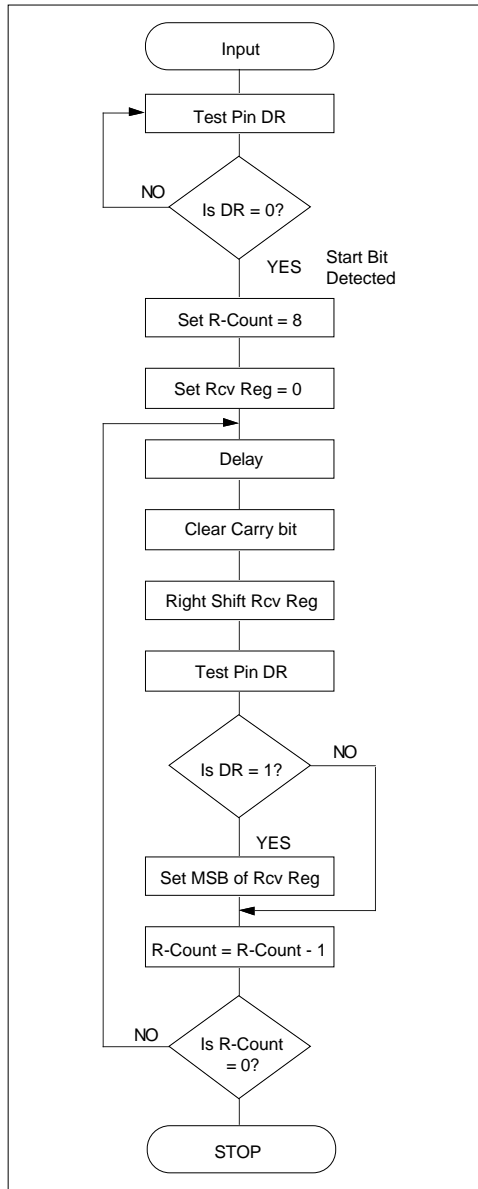 Input
Test Pin DR
NO
Is DR = 0?
YES
Start Bit
Detected
Set R-Count = 8
Set Rcv Reg = 0
Delay
Clear Carry bit
Right Shift Rcv Reg
Test Pin DR
NO
Is DR = 1?
YES
Set MSB of Rcv Reg
R-Count = R-Count - 1
NO
Is R-Count
= 0?
STOP